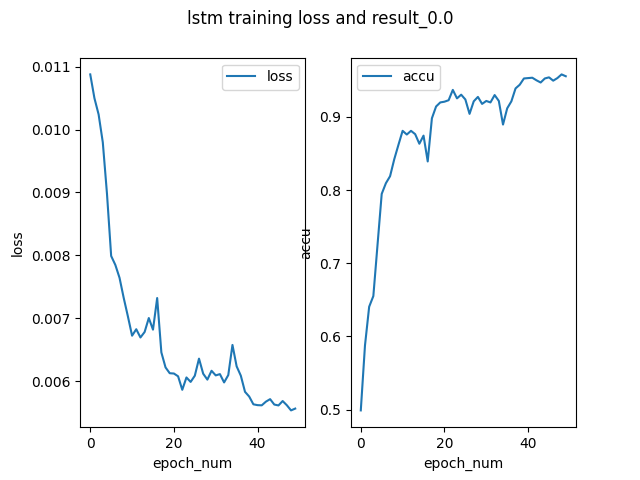 lstm training loss and result_0.0
0.011
0.010
0.009
0.008
0.007
0.006
loss
loss
0 20 40
epoch_num
0.9
0.8
0.7
0.6
0.5
accu
accu
0 20 40
epoch_num